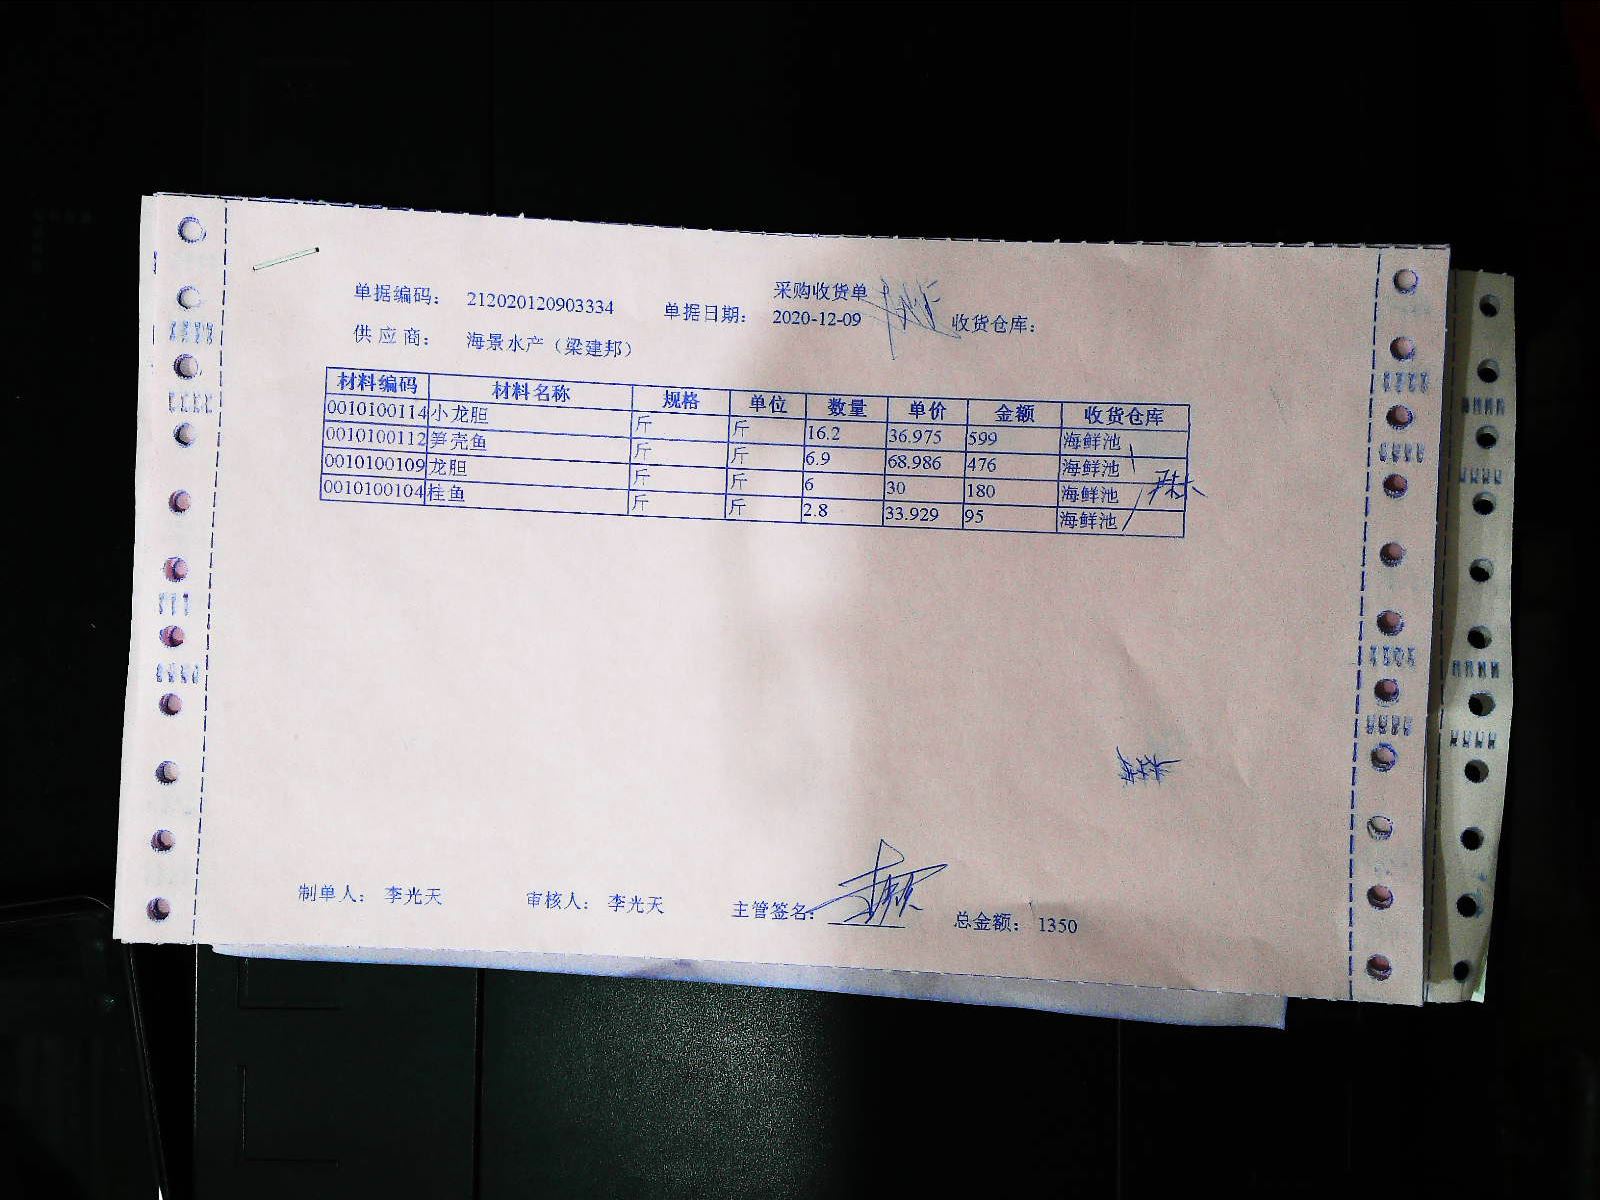 采购收货单
单据编码: 212020120903334 单据日期: 2020-12-09 收货仓库:
供应商: 海景水产（梁建邦）
材料编码 材料名称 规格 单位 数量 单价 金额 收货仓库
0010100114 小龙胆 斤 斤 16.2 36.975 599 海鲜池
0010100112 笋壳鱼 斤 斤 6.9 68.986 476 海鲜池
0010100109 龙胆 斤 斤 6 30 180 海鲜池
0010100104 桂鱼 斤 斤 2.8 33.929 95 海鲜池
制单人: 李光天 审核人: 李光天 主管签名: 总金额: 1350